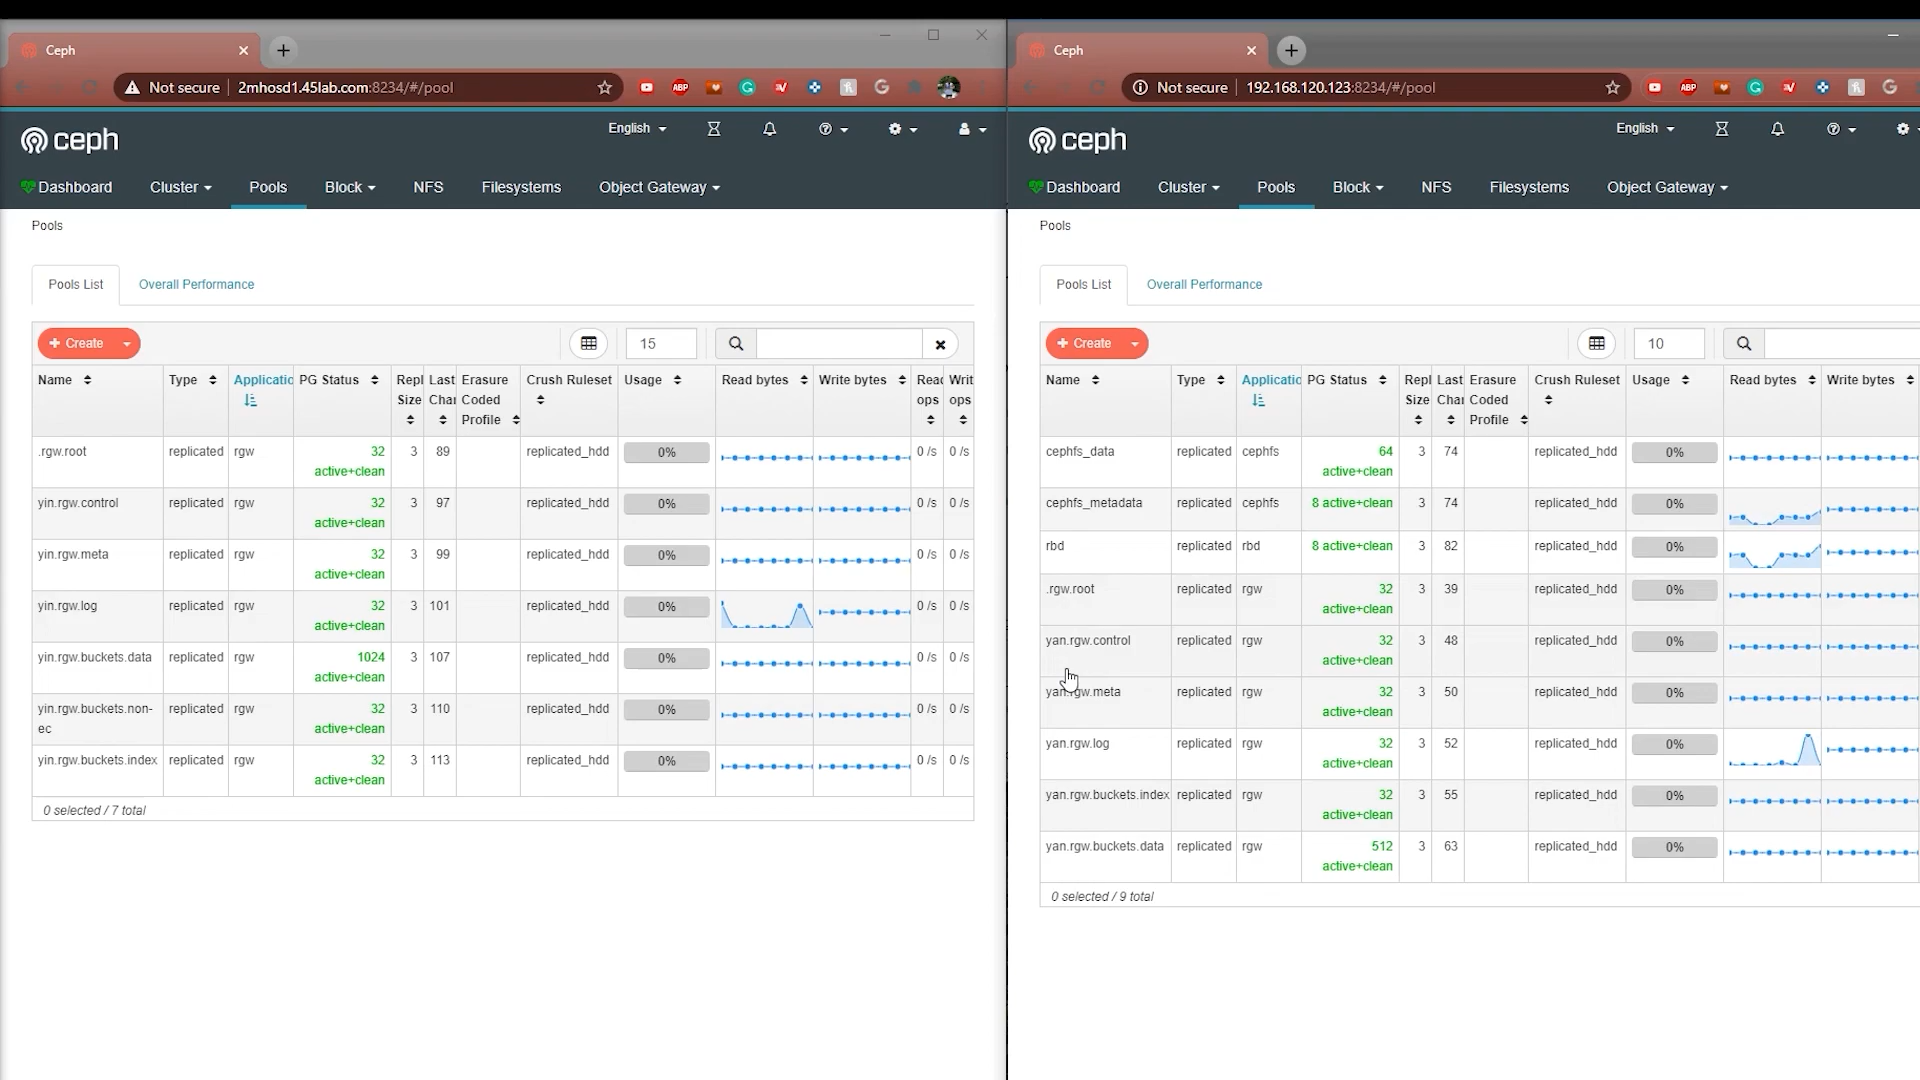 Ceph
Not secure 2mhosd1.45lab.com:8234/#/pool
ABP
ceph
English
Dashboard Cluster Pools Block NFS Filesystems Object Gateway
Pools
Pools List Overall Performance
Create 15
Name Type Applicatio PG Status Repl Size Last Char Erasure Coded Profile Crush Ruleset Usage Read bytes Write bytes Read ops Writ ops
.rgw.root replicated rgw 32 active+clean 3 89 replicated_hdd 0% 0 /s 0 /s
yin.rgw.control replicated rgw 32 active+clean 3 97 replicated_hdd 0% 0 /s 0 /s
yin.rgw.meta replicated rgw 32 active+clean 3 99 replicated_hdd 0% 0 /s 0 /s
yin.rgw.log replicated rgw 32 active+clean 3 101 replicated_hdd 0% 0 /s 0 /s
yin.rgw.buckets.data replicated rgw 1024 active+clean 3 107 replicated_hdd 0% 0 /s 0 /s
yin.rgw.buckets.non-ec replicated rgw 32 active+clean 3 110 replicated_hdd 0% 0 /s 0 /s
yin.rgw.buckets.index replicated rgw 32 active+clean 3 113 replicated_hdd 0% 0 /s 0 /s
0 selected / 7 total
Ceph
Not secure 192.168.120.123:8234/#/pool
ABP
ceph
English
Dashboard Cluster Pools Block NFS Filesystems Object Gateway
Pools
Pools List Overall Performance
Create 10
Name Type Applicatio PG Status Repl Size Last Char Erasure Coded Profile Crush Ruleset Usage Read bytes Write bytes
cephfs_data replicated cephfs 64 active+clean 3 74 replicated_hdd 0%
cephfs_metadata replicated cephfs 8 active+clean 3 74 replicated_hdd 0%
rbd replicated rbd 8 active+clean 3 82 replicated_hdd 0%
.rgw.root replicated rgw 32 active+clean 3 39 replicated_hdd 0%
yan.rgw.control replicated rgw 32 active+clean 3 48 replicated_hdd 0%
yan.rgw.meta replicated rgw 32 active+clean 3 50 replicated_hdd 0%
yan.rgw.log replicated rgw 32 active+clean 3 52 replicated_hdd 0%
yan.rgw.buckets.index replicated rgw 32 active+clean 3 55 replicated_hdd 0%
yan.rgw.buckets.data replicated rgw 512 active+clean 3 63 replicated_hdd 0%
0 selected / 9 total